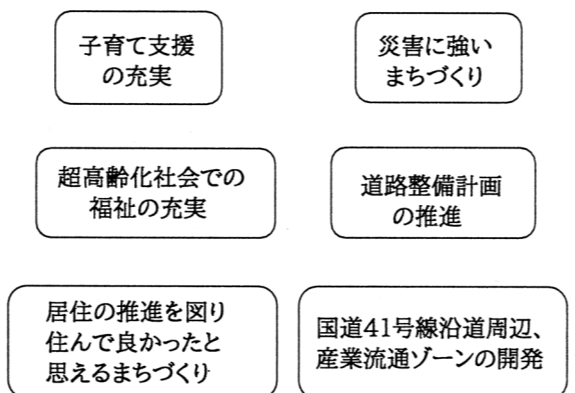 子育て支援
の充実
災害に強い
まちづくり
超高齢化社会での
福祉の充実
道路整備計画
の推進
居住の推進を図り
住んで良かったと
思えるまちづくり
国道41号線沿道周辺、
産業流通ゾーンの開発